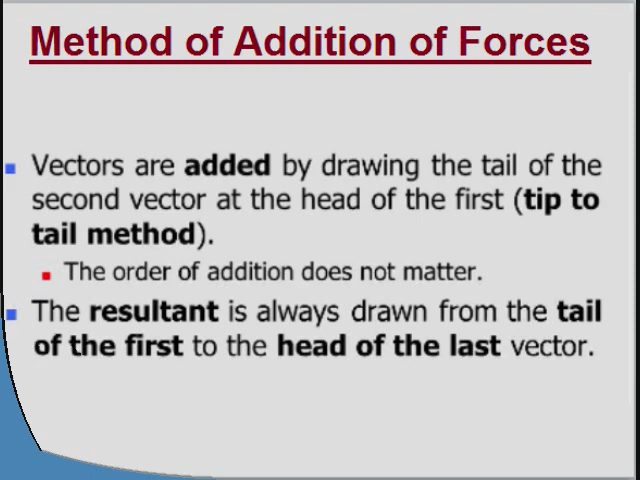 Method of Addition of Forces
Vectors are added by drawing the tail of the
second vector at the head of the first (tip to
tail method).
The order of addition does not matter.
The resultant is always drawn from the tail
of the first to the head of the last vector.